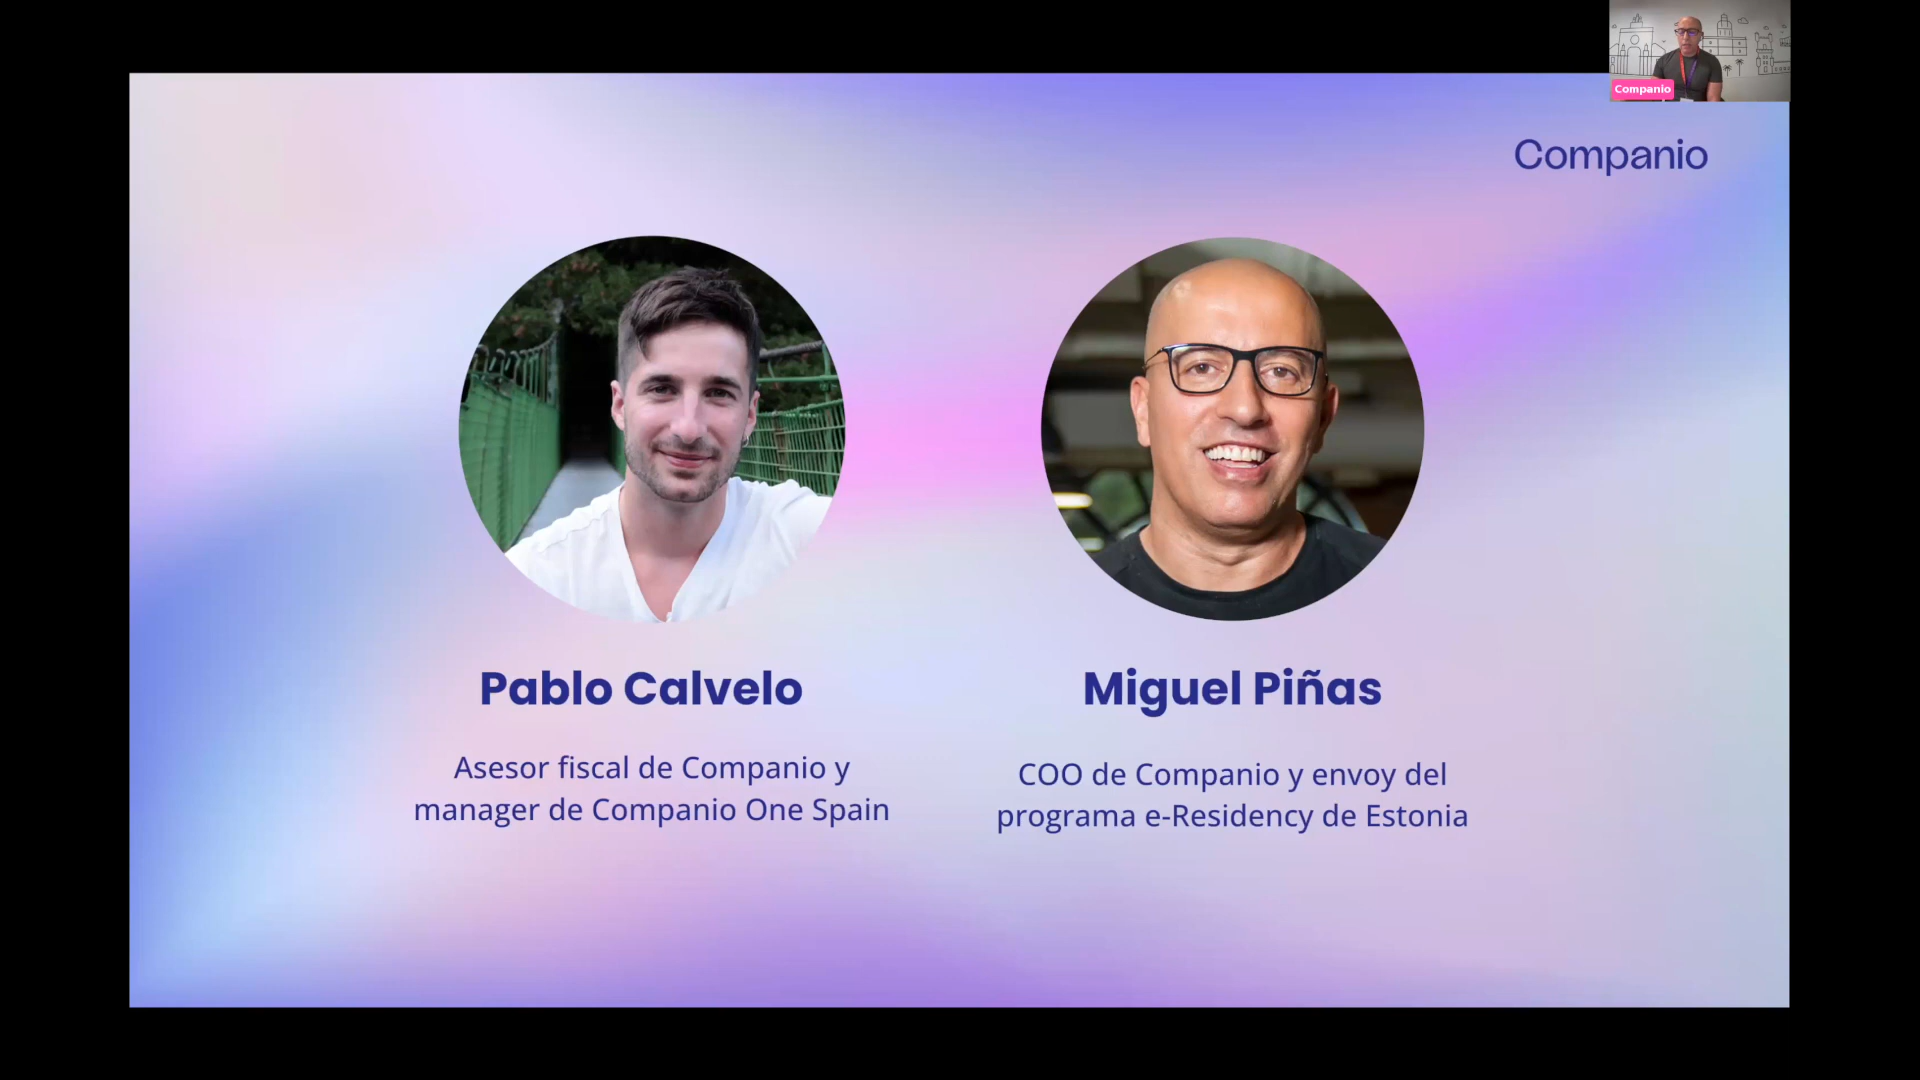 Companio
Companio
Pablo Calvelo
Asesor fiscal de Companio y
manager de Companio One Spain
Miguel Piñas
COO de Companio y envoy del
programa e-Residency de Estonia